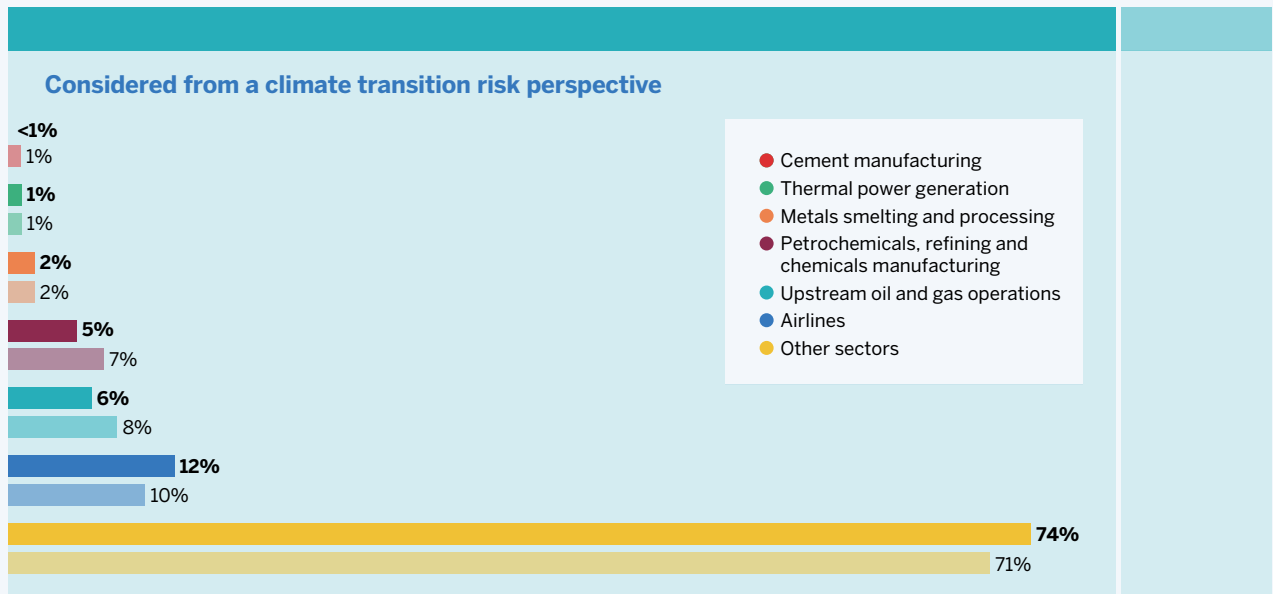 Considered from a climate transition risk perspective
<1%
1%
1%
1%
2%
2%
5%
7%
6%
8%
12%
10%
74%
71%
Cement manufacturing
Thermal power generation
Metals smelting and processing
Petrochemicals, refining and
chemicals manufacturing
Upstream oil and gas operations
Airlines
Other sectors